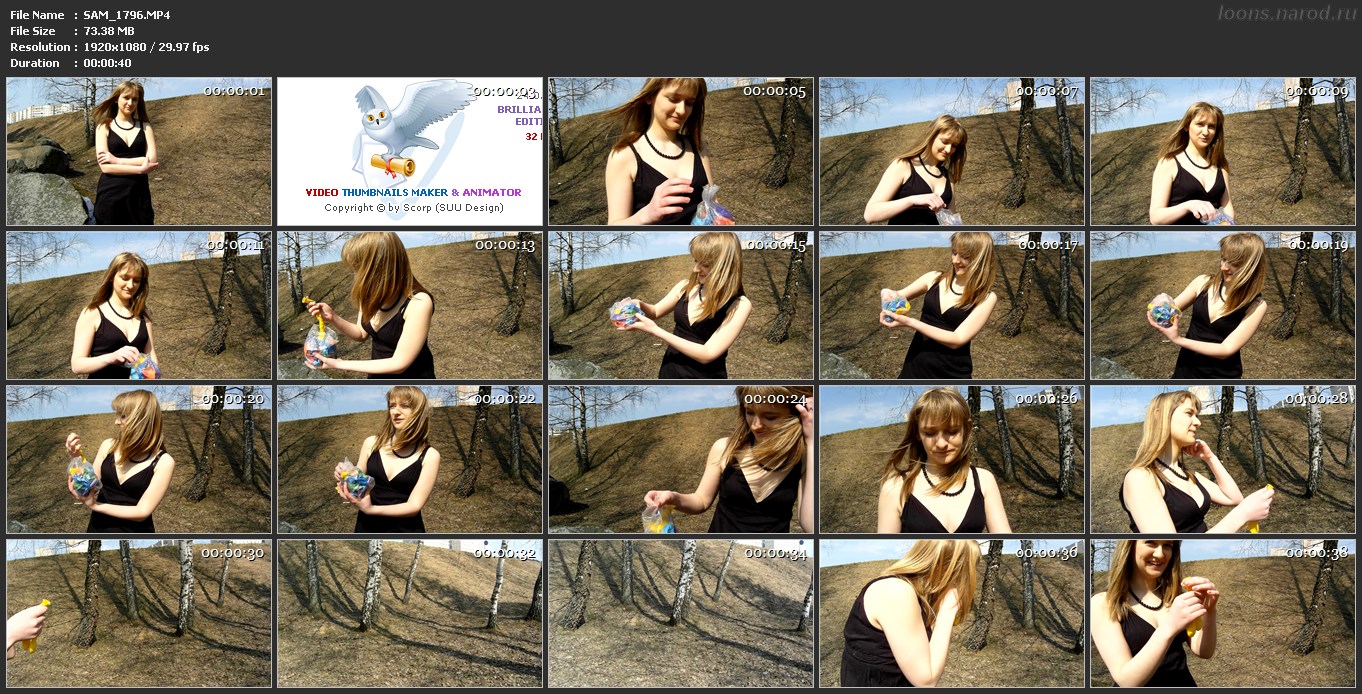 File Name : SAM_1796.MP4
loons.narod.ru
File Size : 73.38 MB
Resolution : 1920x1080 / 29.97 fps
Duration : 00:00:40
00:00:01
00:00:03
BRILLIA
EDITI
32
VIDEO THUMBNAILS MAKER & ANIMATOR
Copyright © by Scorp (SUU Design)
00:00:05
00:00:07
00:00:09
00:00:11
00:00:13
00:00:15
00:00:17
00:00:19
00:00:20
00:00:22
00:00:24
00:00:26
00:00:28
00:00:30
00:00:32
00:00:34
00:00:36
00:00:38